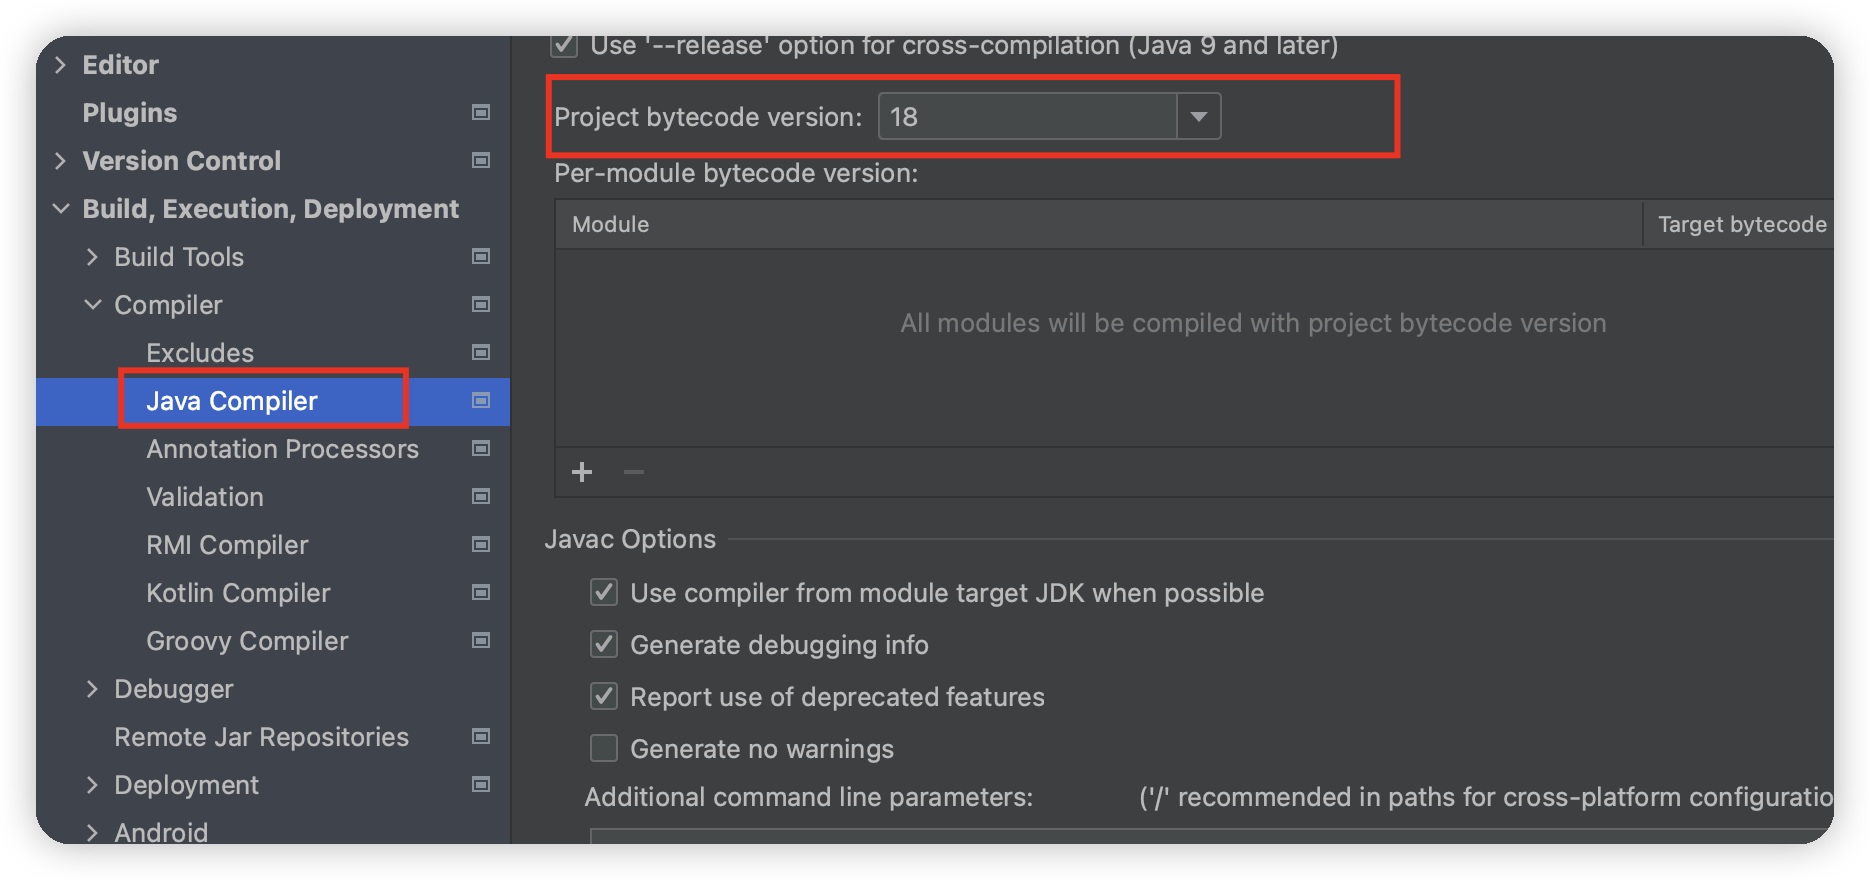 Editor
Plugins
Version Control
Build, Execution, Deployment
Build Tools
Compiler
Excludes
Java Compiler
Annotation Processors
Validation
RMI Compiler
Kotlin Compiler
Groovy Compiler
Debugger
Remote Jar Repositories
Deployment
Android
Use '--release' option for cross-compilation (Java 9 and later)
Project bytecode version: 18
Per-module bytecode version:
Module Target bytecode
All modules will be compiled with project bytecode version
Javac Options
Use compiler from module target JDK when possible
Generate debugging info
Report use of deprecated features
Generate no warnings
Additional command line parameters: ('/' recommended in paths for cross-platform configuratio